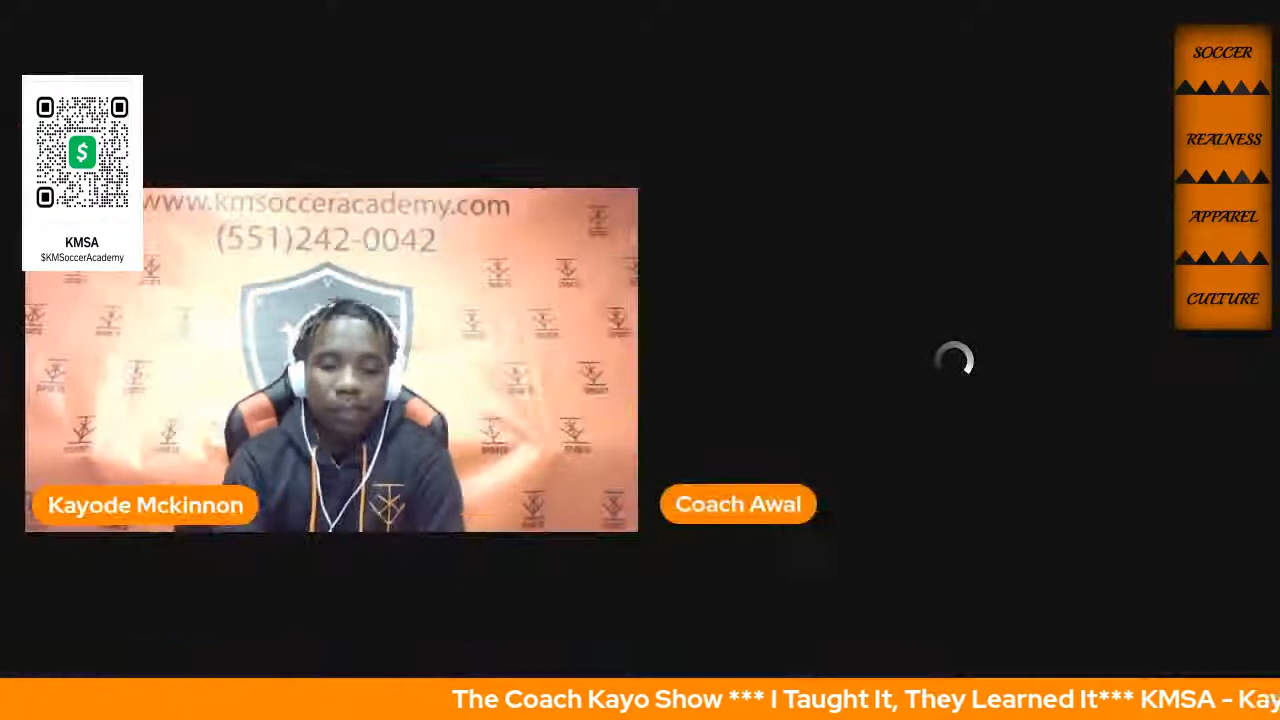 SOCCER
REALNESS
APPAREL
CULTURE
$
KMSA
$KMSoccerAcademy
www.kmsocceracademy.com
(551)242-0042
Kayode Mckinnon
Coach Awal
The Coach Kayo Show *** I Taught It, They Learned It*** KMSA - Kay